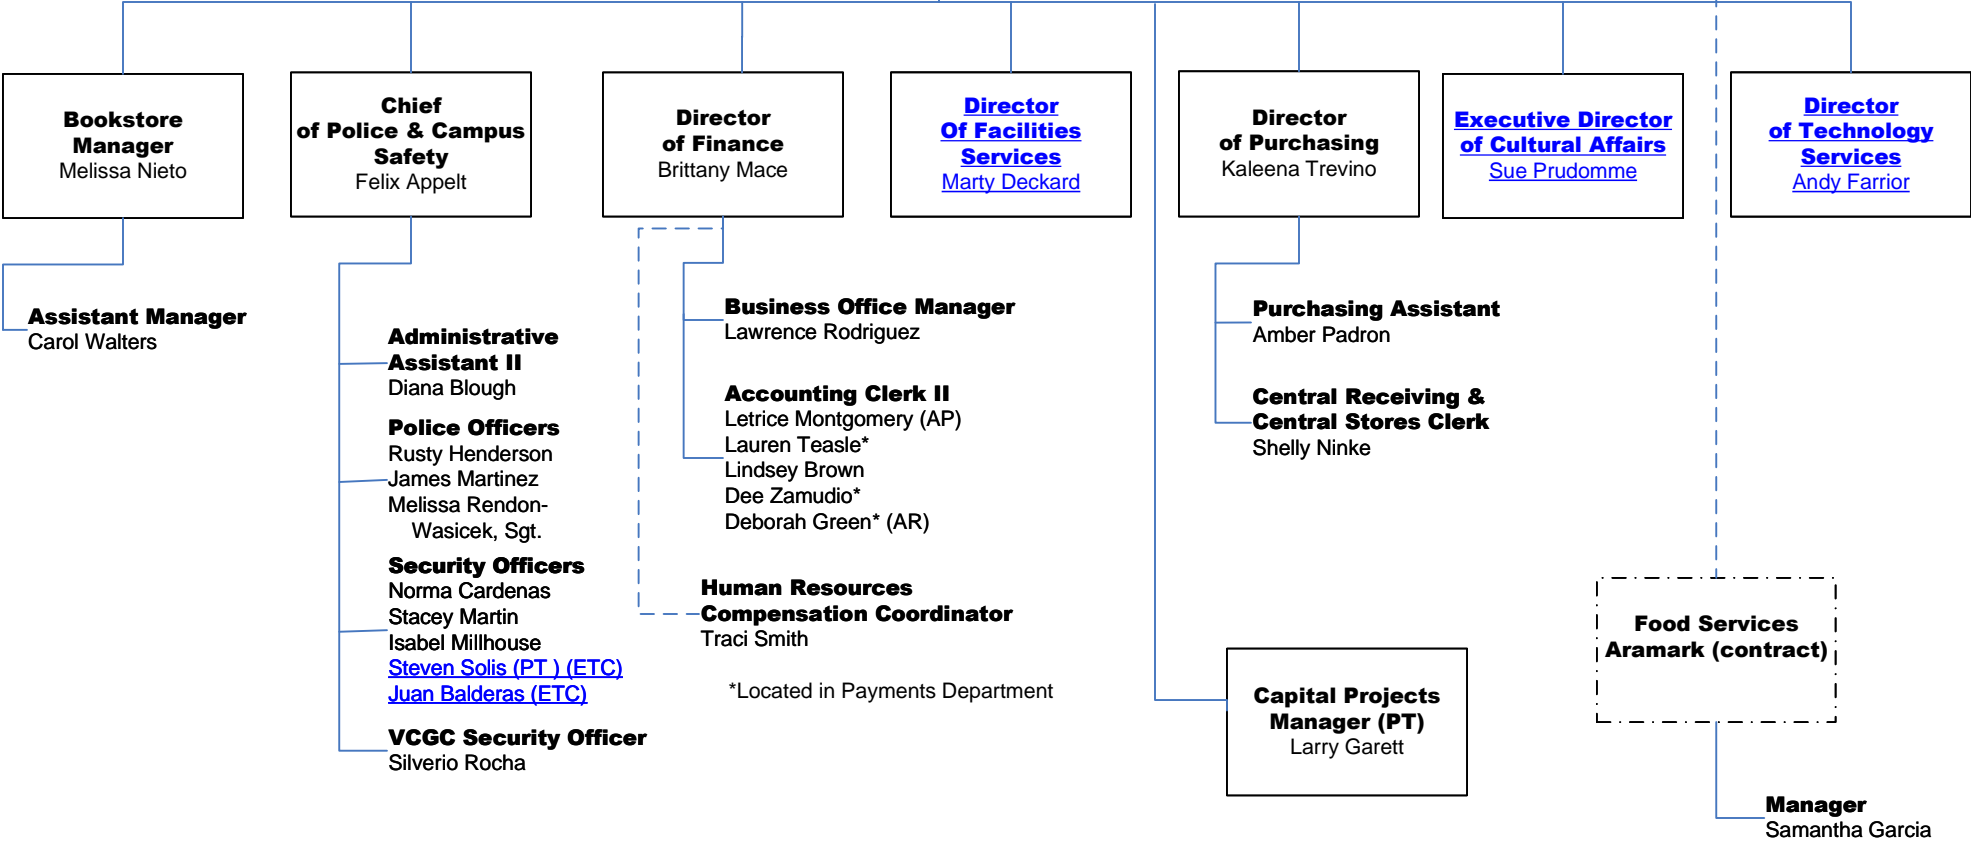 Bookstore
Manager
Melissa Nieto
Chief
of Police & Campus
Safety
Felix Appelt
Director
of Finance
Brittany Mace
Director
Of Facilities
Services
Marty Deckard
Director
of Purchasing
Kaleena Trevino
Executive Director
of Cultural Affairs
Sue Prudomme
Director
of Technology
Services
Andy Farrior
Assistant Manager
Carol Walters
Administrative
Assistant II
Diana Blough
Police Officers
Rusty Henderson
James Martinez
Melissa Rendon-
Wasicek, Sgt.
Security Officers
Norma Cardenas
Stacey Martin
Isabel Millhouse
Steven Solis (PT ) (ETC)
Juan Balderas (ETC)
VCGC Security Officer
Silverio Rocha
Business Office Manager
Lawrence Rodriguez
Accounting Clerk II
Letrice Montgomery (AP)
Lauren Teasle*
Lindsey Brown
Dee Zamudio*
Deborah Green* (AR)
Human Resources
Compensation Coordinator
Traci Smith
*Located in Payments Department
Purchasing Assistant
Amber Padron
Central Receiving &
Central Stores Clerk
Shelly Ninke
Capital Projects
Manager (PT)
Larry Garett
Food Services
Aramark (contract)
Manager
Samantha Garcia